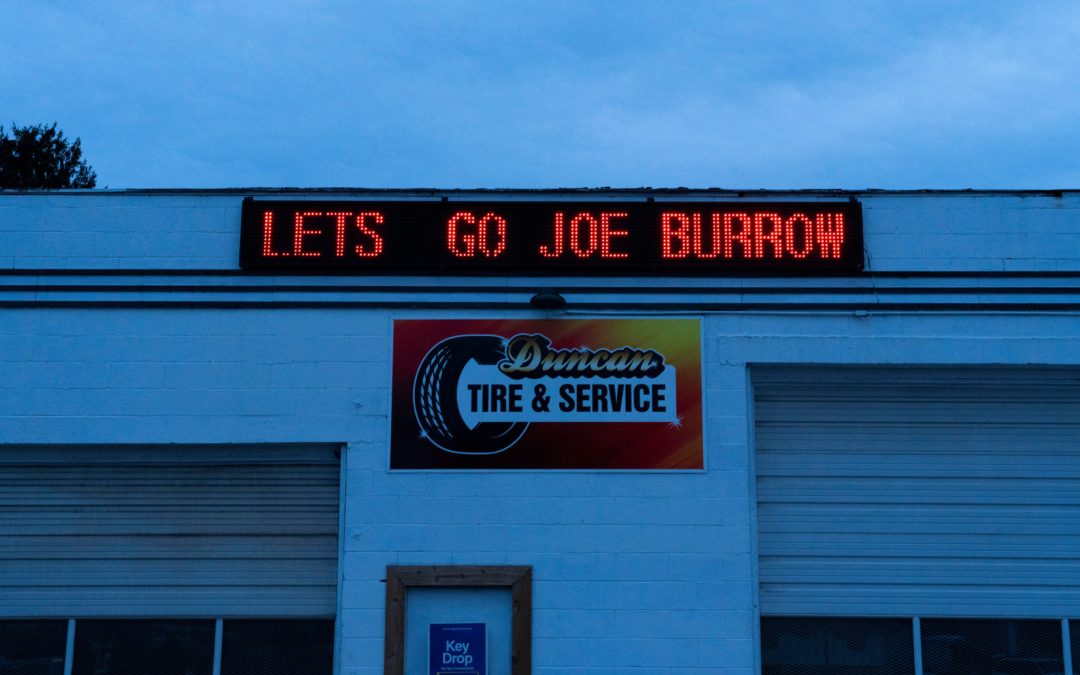 LETS GO JOE BURROW
Duncan
TIRE & SERVICE
Key
Drop